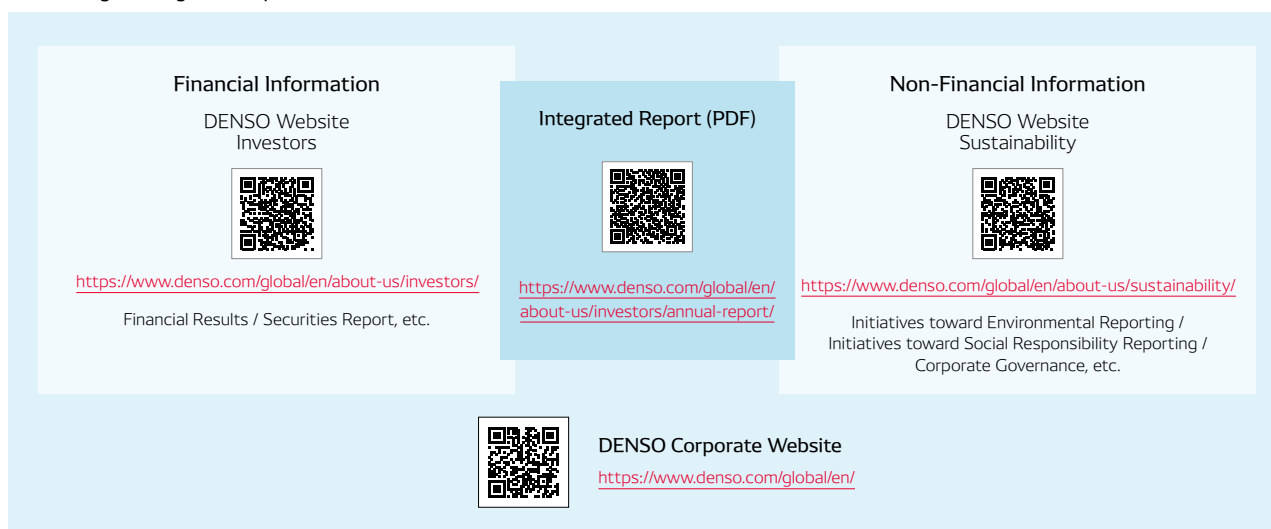 Financial Information
DENSO Website
Investors
https://www.denso.com/global/en/about-us/investors/
Financial Results / Securities Report, etc.
Integrated Report (PDF)
https://www.denso.com/global/en/
about-us/investors/annual-report/
Non-Financial Information
DENSO Website
Sustainability
https://www.denso.com/global/en/about-us/sustainability/
Initiatives toward Environmental Reporting /
Initiatives toward Social Responsibility Reporting /
Corporate Governance, etc.
DENSO Corporate Website
https://www.denso.com/global/en/